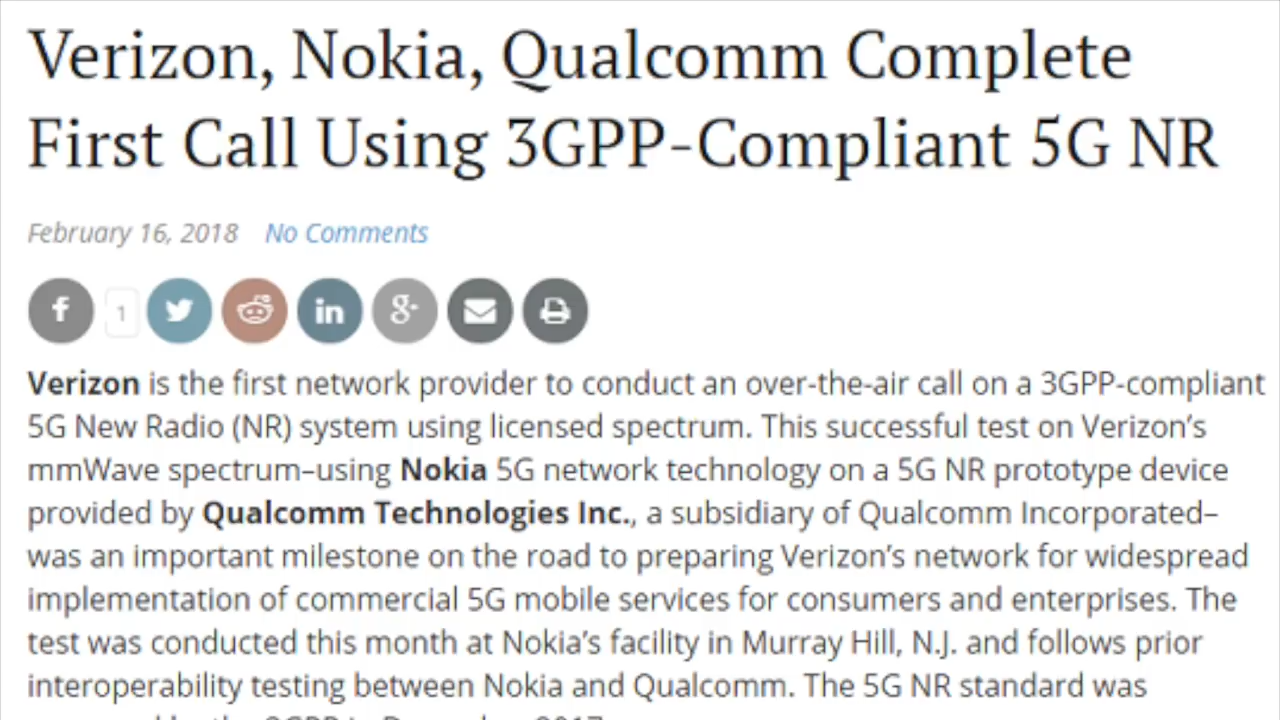 Verizon, Nokia, Qualcomm Complete
First Call Using 3GPP-Compliant 5G NR
February 16, 2018 No Comments
f 1 in g+
Verizon is the first network provider to conduct an over-the-air call on a 3GPP-compliant
5G New Radio (NR) system using licensed spectrum. This successful test on Verizon’s
mmWave spectrum–using Nokia 5G network technology on a 5G NR prototype device
provided by Qualcomm Technologies Inc., a subsidiary of Qualcomm Incorporated–
was an important milestone on the road to preparing Verizon’s network for widespread
implementation of commercial 5G mobile services for consumers and enterprises. The
test was conducted this month at Nokia’s facility in Murray Hill, N.J. and follows prior
interoperability testing between Nokia and Qualcomm. The 5G NR standard was